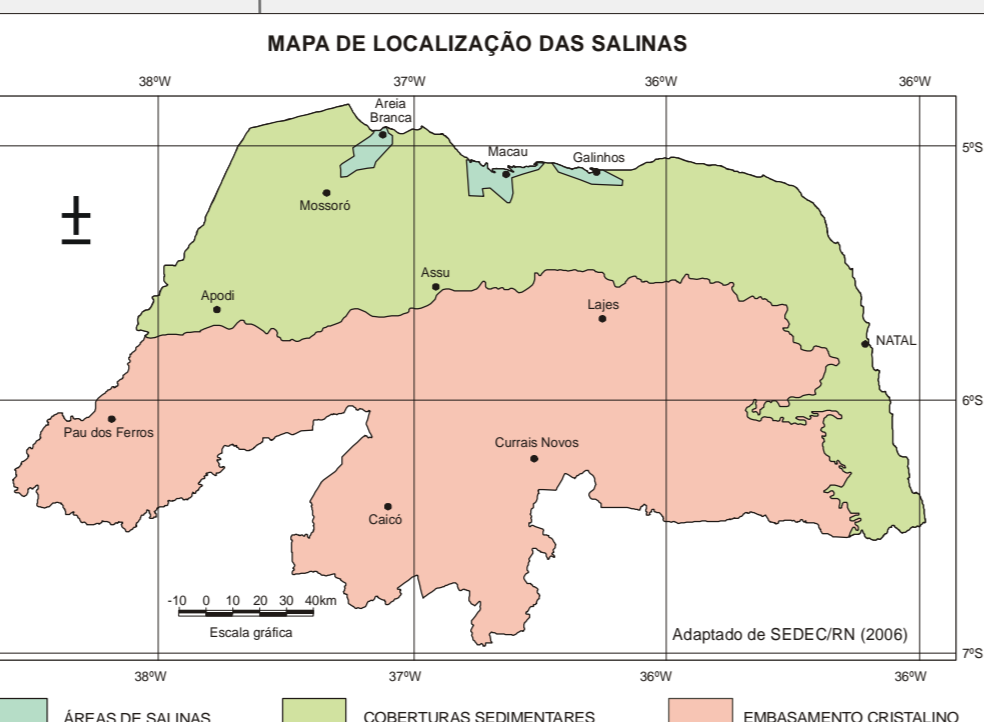 MAPA DE LOCALIZAÇÃO DAS SALINAS
38ºW 37ºW 36ºW 36ºW
Areia
Branca
5ºS
Macau
Galinhos
Mossoró
±
Assu
Apodi
Lajes
NATAL
6ºS
Pau dos Ferros
Currais Novos
Caicó
-10 0 10 20 30 40km
Escala gráfica
Adaptado de SEDEC/RN (2006)
7ºS
38ºW 37ºW 36ºW 36ºW
ÁREAS DE SALINAS COBERTURAS SEDIMENTARES EMBASAMENTO CRISTALINO